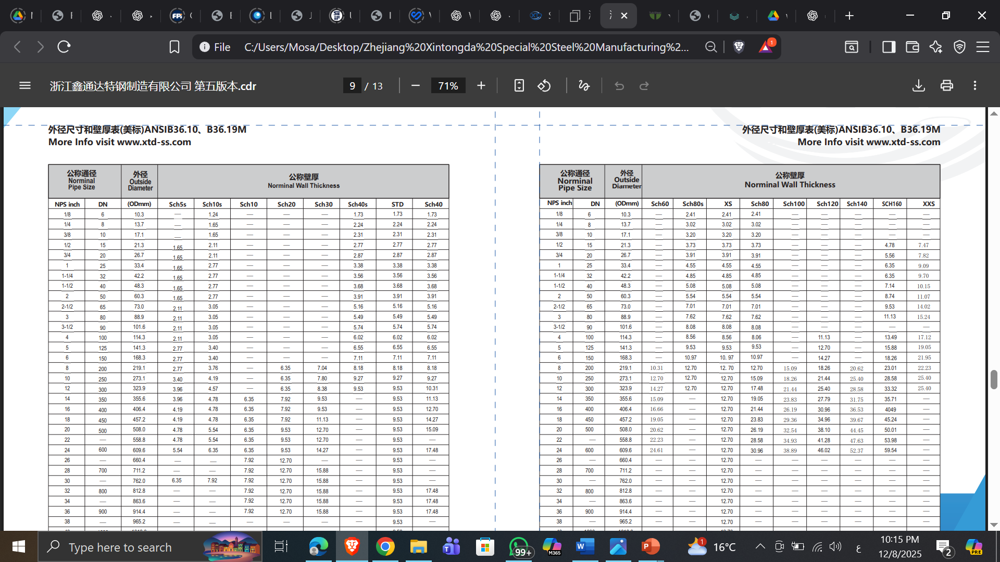 File C:/Users/Mosa/Desktop/Zhejiang%20Xintongda%20Special%20Steel%20Manufacturing%2...
浙江鑫通达特钢制造有限公司 第五版本.cdr
9 / 13
71%
外径尺寸和壁厚表(美标)ANSIB36.10、B36.19M
More Info visit www.xtd-ss.com
公称通径 Norminal Pipe Size 外径 Outside Diameter 公称壁厚 Norminal Wall Thickness
NPS inch DN (ODmm) Sch5s Sch10s Sch10 Sch20 Sch30 Sch40s STD Sch40
1/8 6 10.3 — 1.24 — — — 1.73 1.73 1.73
1/4 8 13.7 — 1.65 — — — 2.24 2.24 2.24
3/8 10 17.1 — 1.65 — — — 2.31 2.31 2.31
1/2 15 21.3 1.65 2.11 — — — 2.77 2.77 2.77
3/4 20 26.7 1.65 2.11 — — — 2.87 2.87 2.87
1 25 33.4 1.65 2.77 — — — 3.38 3.38 3.38
1-1/4 32 42.2 1.65 2.77 — — — 3.56 3.56 3.56
1-1/2 40 48.3 1.65 2.77 — — — 3.68 3.68 3.68
2 50 60.3 1.65 2.77 — — — 3.91 3.91 3.91
2-1/2 65 73.0 2.11 3.05 — — — 5.16 5.16 5.16
3 80 88.9 2.11 3.05 — — — 5.49 5.49 5.49
3-1/2 90 101.6 2.11 3.05 — — — 5.74 5.74 5.74
4 100 114.3 2.11 3.05 — — — 6.02 6.02 6.02
5 125 141.3 2.77 3.40 — — — 6.55 6.55 6.55
6 150 168.3 2.77 3.40 — — — 7.11 7.11 7.11
8 200 219.1 2.77 3.76 — 6.35 7.04 8.18 8.18 8.18
10 250 273.1 3.40 4.19 — 6.35 7.80 9.27 9.27 9.27
12 300 323.9 3.96 4.57 — 6.35 8.38 9.53 9.53 10.31
14 350 355.6 3.96 4.78 6.35 7.92 9.53 — 9.53 11.13
16 400 406.4 4.19 4.78 6.35 7.92 9.53 — 9.53 12.70
18 450 457.2 4.19 4.78 6.35 7.92 11.13 — 9.53 14.27
20 500 508.0 4.78 5.54 6.35 9.53 12.70 — 9.53 15.09
22 — 558.8 4.78 5.54 6.35 9.53 12.70 — 9.53 —
24 600 609.6 5.54 6.35 6.35 9.53 14.27 — 9.53 17.48
26 — 660.4 — — 7.92 12.70 — — 9.53 —
28 700 711.2 — — 7.92 12.70 15.88 — 9.53 —
30 — 762.0 6.35 7.92 7.92 12.70 15.88 — 9.53 —
32 800 812.8 — — 7.92 12.70 15.88 — 9.53 17.48
34 — 863.6 — — 7.92 12.70 15.88 — 9.53 17.48
36 900 914.4 — — 7.92 12.70 15.88 — 9.53 17.48
38 — 965.2 — — — — — — 9.53 —
外径尺寸和壁厚表(美标)ANSIB36.10、B36.19M
More Info visit www.xtd-ss.com
公称通径 Norminal Pipe Size 外径 Outside Diameter 公称壁厚 Norminal Wall Thickness
NPS inch DN (ODmm) Sch60 Sch80s XS Sch80 Sch100 Sch120 Sch140 SCH160 XXS
1/8 6 10.3 — 2.41 2.41 2.41 — — — — —
1/4 8 13.7 — 3.02 3.02 3.02 — — — — —
3/8 10 17.1 — 3.20 3.20 3.20 — — — — —
1/2 15 21.3 — 3.73 3.73 3.73 — — — 4.78 7.47
3/4 20 26.7 — 3.91 3.91 3.91 — — — 5.56 7.82
1 25 33.4 — 4.55 4.55 4.55 — — — 6.35 9.09
1-1/4 32 42.2 — 4.85 4.85 4.85 — — — 6.35 9.70
1-1/2 40 48.3 — 5.08 5.08 5.08 — — — 7.14 10.15
2 50 60.3 — 5.54 5.54 5.54 — — — 8.74 11.07
2-1/2 65 73.0 — 7.01 7.01 7.01 — — — 9.53 14.02
3 80 88.9 — 7.62 7.62 7.62 — — — 11.13 15.24
3-1/2 90 101.6 — 8.08 8.08 8.08 — — — — —
4 100 114.3 — 8.56 8.56 8.06 — 11.13 — 13.49 17.12
5 125 141.3 — 9.53 9.53 9.53 — 12.70 — 15.88 19.05
6 150 168.3 — 10.97 10. 97 10.97 — 14.27 — 18.26 21.95
8 200 219.1 10.31 12.70 12. 70 12.70 15.09 18.26 20.62 23.01 22.23
10 250 273.1 12.70 12.70 12.70 15.09 18.26 21.44 25.40 28.58 25.40
12 300 323.9 14.27 12.70 12.70 17.48 21.44 25.40 28.58 33.32 25.40
14 350 355.6 15.09 — 12.70 19.05 23.83 27.79 31.75 35.71 —
16 400 406.4 16.66 — 12.70 21.44 26.19 30.96 36.53 4049 —
18 450 457.2 19.05 — 12.70 23.83 29.36 34.96 39.67 45.24 —
20 500 508.0 20.62 — 12.70 26.19 32.54 38.10 44.45 50.01 —
22 — 558.8 22.23 — 12.70 28.58 34.93 41.28 47.63 53.98 —
24 600 609.6 24.61 — 12.70 30.96 38.89 46.02 52.37 59.54 —
26 — 660.4 — — 12.70 — — — — — —
28 700 711.2 — — 12.70 — — — — — —
30 — 762.0 — — 12.70 — — — — — —
32 800 812.8 — — 12.70 — — — — — —
34 — 863.6 — — 12.70 — — — — — —
36 900 914.4 — — 12.70 — — — — — —
38 — 965.2 — — 12.70 — — — — — —
Type here to search
99+
M365
16°C
ع
10:15 PM
12/8/2025
2
PRE